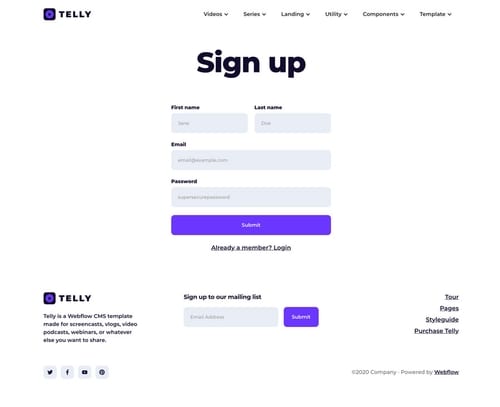 TELLY
Videos Series Landing Utility Components Template
Sign up
First name Last name
Jane Doe
Email
email@example.com
Password
supersecurepassword
Submit
Already a member? Login
TELLY
Telly is a Webflow CMS template
made for screencasts, vlogs, video
podcasts, webinars, or whatever
else you want to share.
Sign up to our mailing list
Email Address Submit
Tour
Pages
Styleguide
Purchase Telly
©2020 Company · Powered by Webflow